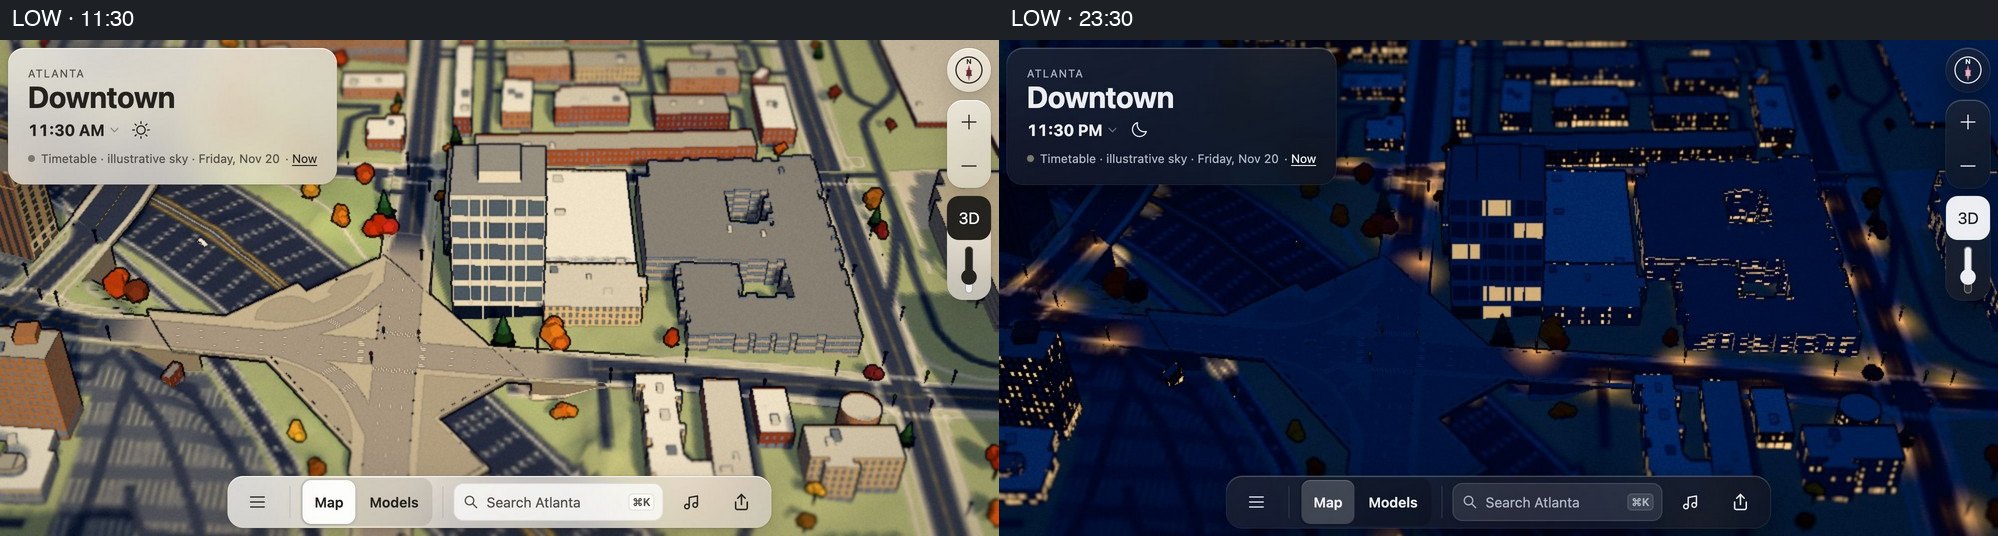 LOW · 11:30
ATLANTA
Downtown
11:30 AM
Timetable · illustrative sky · Friday, Nov 20 · Now
N
3D
Map
Models
Search Atlanta
⌘K
LOW · 23:30
ATLANTA
Downtown
11:30 PM
Timetable · illustrative sky · Friday, Nov 20 · Now
N
3D
Map
Models
Search Atlanta
⌘K